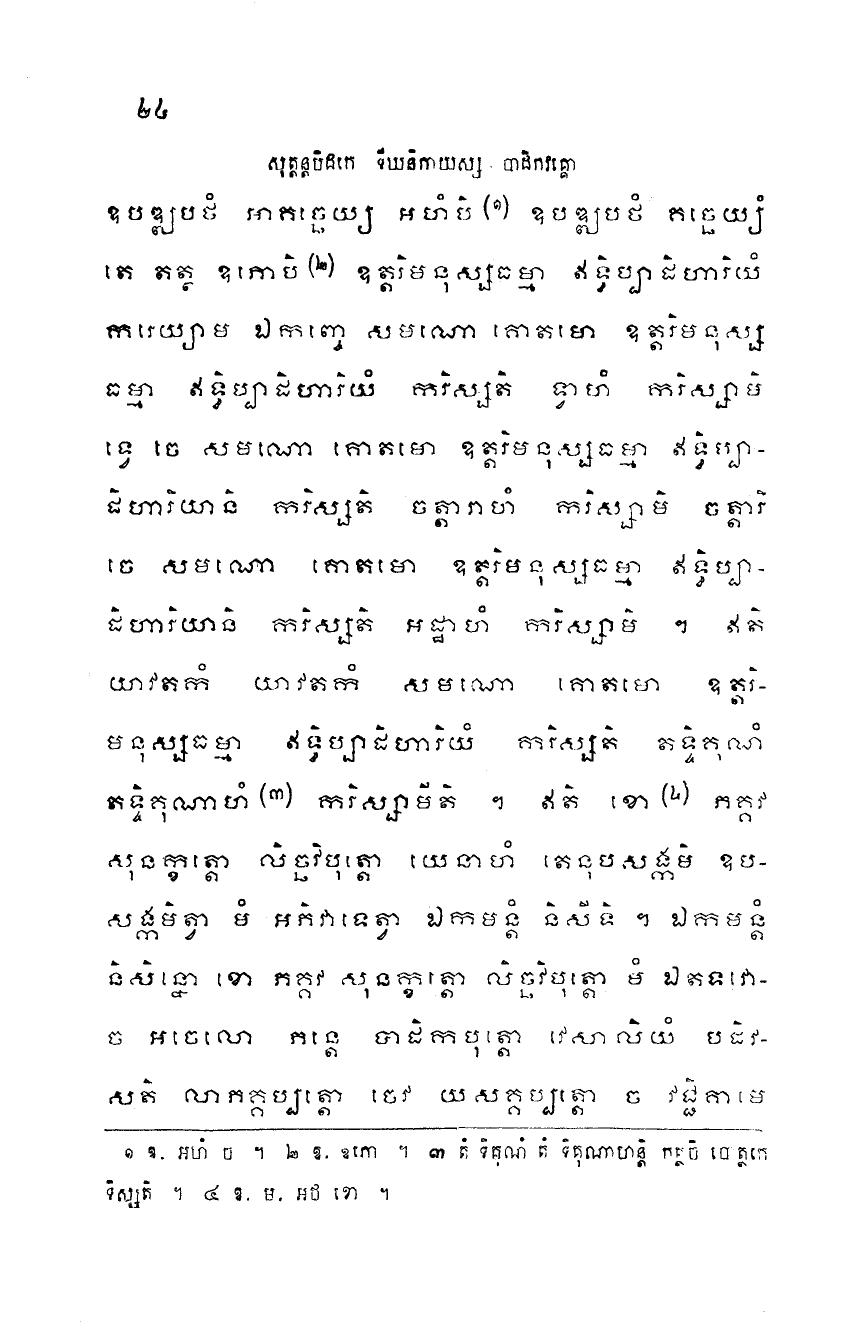 ២៤
សុត្តន្តបិដកេ ទីឃនិកាយស្ស បាដិកវគ្គោ
ឧបឌ្ឍបថំ អាគច្ឆេយ្យ អហំបិ (១) ឧបឌ្ឍបថំ គច្ឆេយ្យំ
តេ តត្ថ ឧភោបិ (២) ឧត្តរិមនុស្សធម្មា ឥទ្ធិប្បាដិហារិយំ
ករេយ្យាម ឯកញ្ចេ សមណោ គោតមោ ឧត្តរិមនុស្ស
ធម្មា ឥទ្ធិប្បាដិហារិយំ ករិស្សតិ ទ្វាហំ ករិស្សាមិ
ទ្វេ ចេ សមណោ គោតមោ ឧត្តរិមនុស្សធម្មា ឥទ្ធិប្បា-
ដិហារិយានិ ករិស្សតិ ចត្តារាហំ ករិស្សាមិ ចត្តារិ
ចេ សមណោ គោតមោ ឧត្តរិមនុស្សធម្មា ឥទ្ធិប្បា-
ដិហារិយានិ ករិស្សតិ អដ្ឋាហំ ករិស្សាមិ ។ ឥតិ
យាវតកំ យាវតកំ សមណោ គោតមោ ឧត្តរិ-
មនុស្សធម្មា ឥទ្ធិប្បាដិហារិយំ ករិស្សតិ តទ្ទិគុណំ
តទ្ទិគុណាហំ (៣) ករិស្សាមីតិ ។ ឥតិ ខោ (៤) ភគ្គវ
សុនក្ខត្តោ លិច្ឆវិបុត្តោ យេនាហំ តេនុបសង្កមិ ឧប-
សង្កមិត្វា មំ អភិវាទេត្វា ឯកមន្តំ និសីទិ ។ ឯកមន្តំ
និសិន្នោ ខោ ភគ្គវ សុនក្ខត្តោ លិច្ឆវិបុត្តោ មំ ឯតទវោ-
ច អចេលោ ភន្តេ បាដិកបុត្តោ វេសាលិយំ បដិវ-
សតិ លាភគ្គប្បត្តោ ចេវ យសគ្គប្បត្តោ ច វជ្ជិគាមេ
១ ឱ. អហំ ច ។ ២ ឱ. ឧភោ ។ ៣ តំ ទិគុណំ តំ ទិគុណាហន្តិ កត្ថចិ បោត្ថកេ
ទិស្សតិ ។ ៤ ឱ. ម. អថ ខោ ។